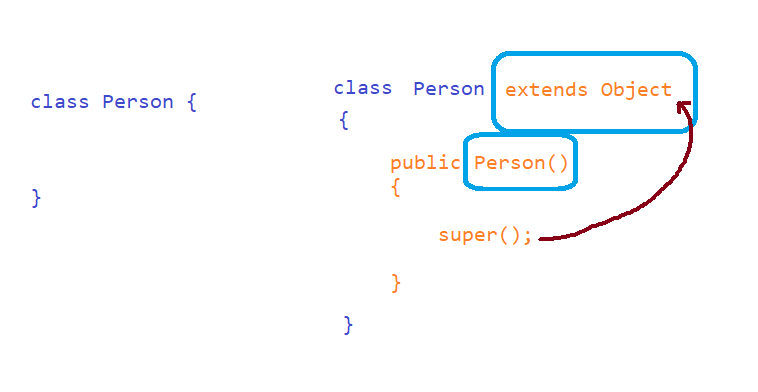 class Person {
}
class Person extends Object
{
public Person()
{
super();
}
}